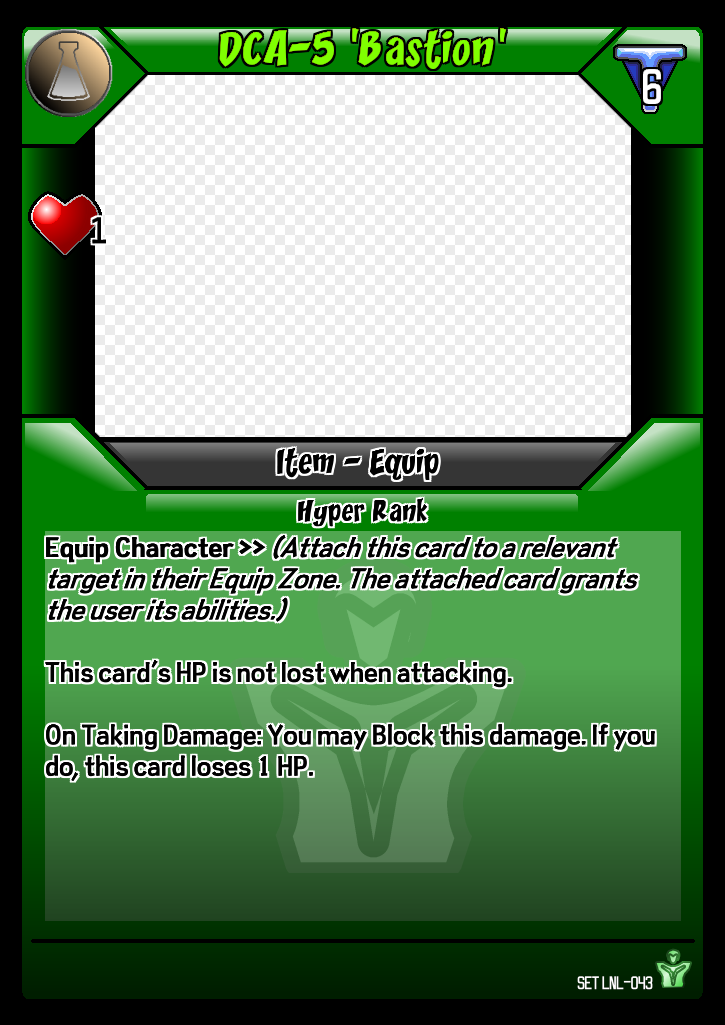 DCA-5 'Bastion'
6
1
Item - Equip
Hyper Rank
Equip Character >> (Attach this card to a relevant
target in their Equip Zone. The attached card grants
the user its abilities.)
This card's HP is not lost when attacking.
On Taking Damage: You may Block this damage. If you
do, this card loses 1 HP.
SET LNL-043